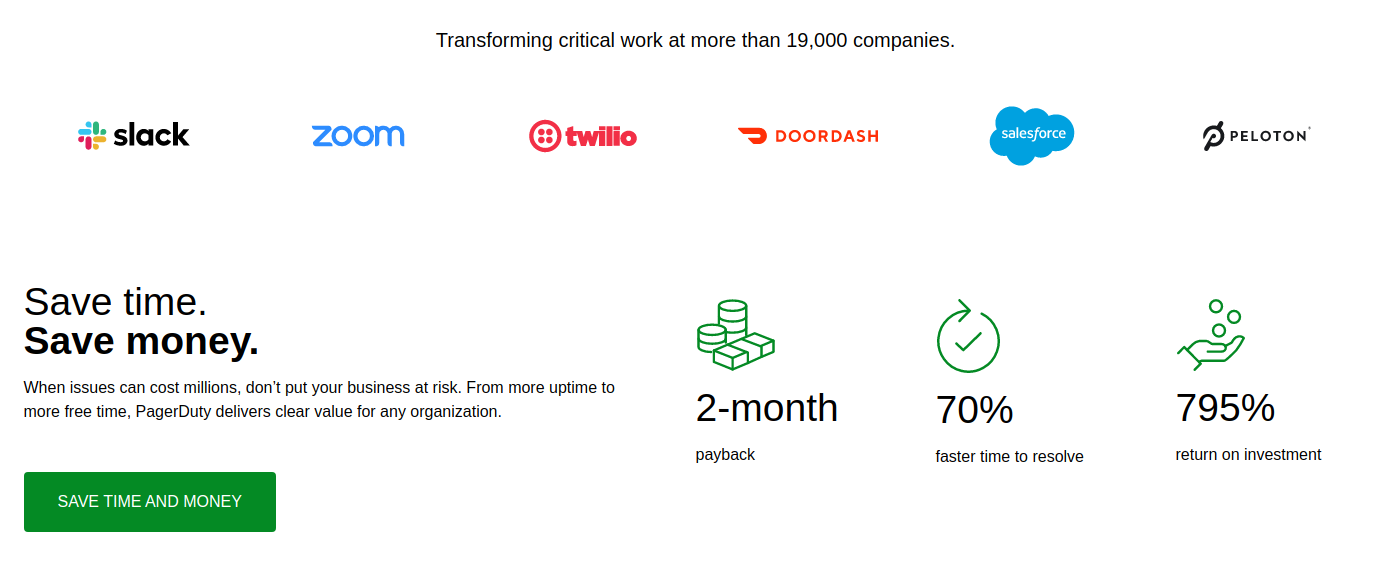 Transforming critical work at more than 19,000 companies.
slack
zoom
twilio
DOORDASH
salesforce
PELOTON
Save time.
Save money.
When issues can cost millions, don’t put your business at risk. From more uptime to
more free time, PagerDuty delivers clear value for any organization.
SAVE TIME AND MONEY
2-month
payback
70%
faster time to resolve
795%
return on investment